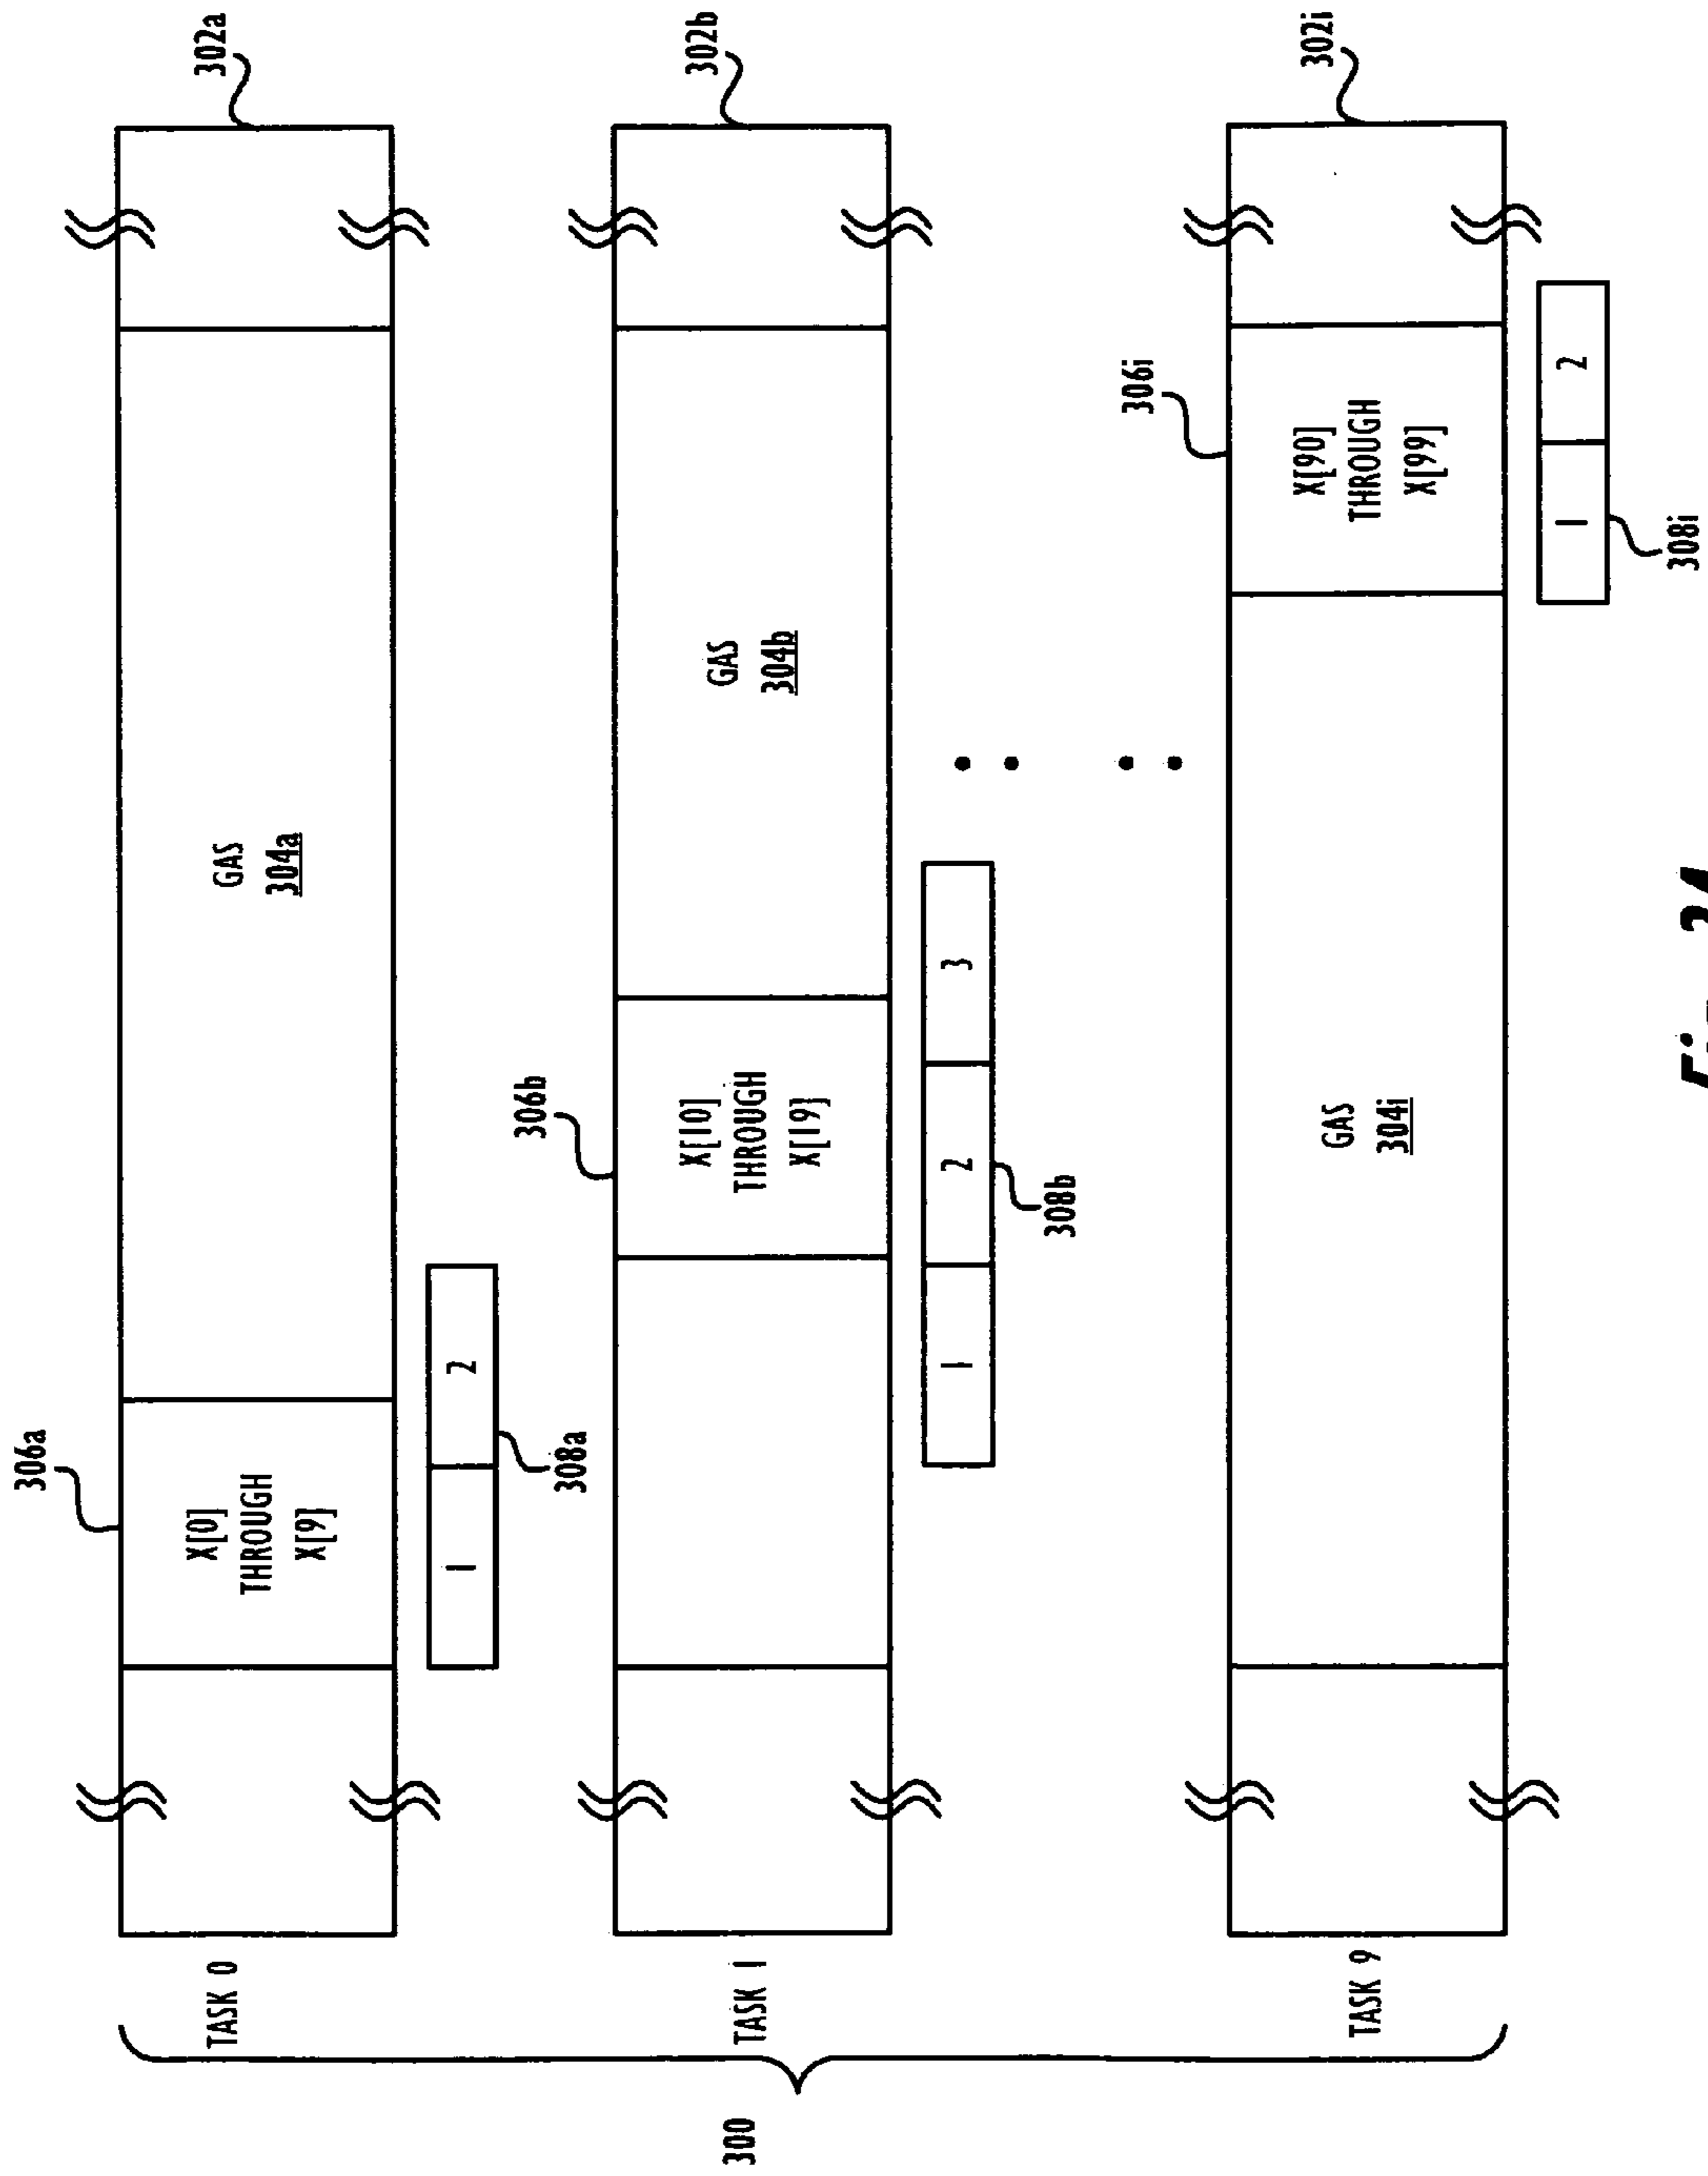 306a
302a
TASK 0
X[0]
THROUGH
X[9]
GAS
304a
1 2
308a
306b
302b
300
TASK 1
X[10]
THROUGH
X[19]
GAS
304b
1 2 3
308b
306i
302i
TASK 9
GAS
304i
X[90]
THROUGH
X[99]
1 2
308i